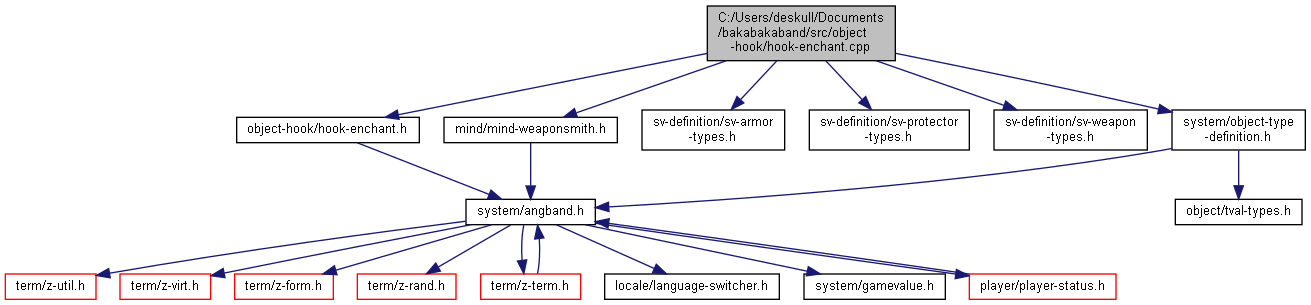 C:/Users/deskull/Documents
/bakabakaband/src/object
-hook/hook-enchant.cpp
object-hook/hook-enchant.h
mind/mind-weaponsmith.h
sv-definition/sv-armor
-types.h
sv-definition/sv-protector
-types.h
sv-definition/sv-weapon
-types.h
system/object-type
-definition.h
system/angband.h
object/tval-types.h
term/z-util.h
term/z-virt.h
term/z-form.h
term/z-rand.h
term/z-term.h
locale/language-switcher.h
system/gamevalue.h
player/player-status.h